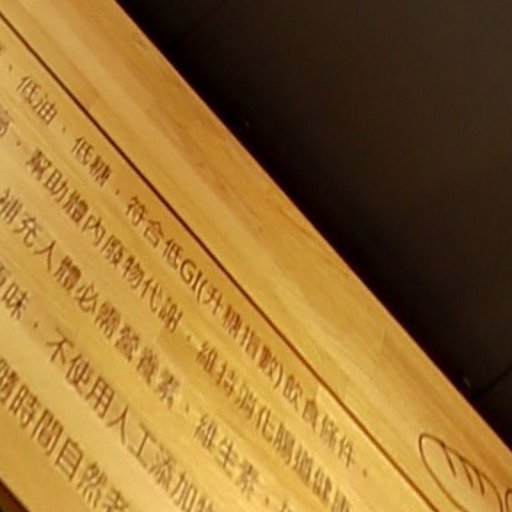 、低油、低糖，符合低GI(升糖指數)飲食條件。
，幫助體內廢物代謝，維持消化腸道健康
補充人體必需營養素、維生素、
味，不使用人工添加
隨時間自然老